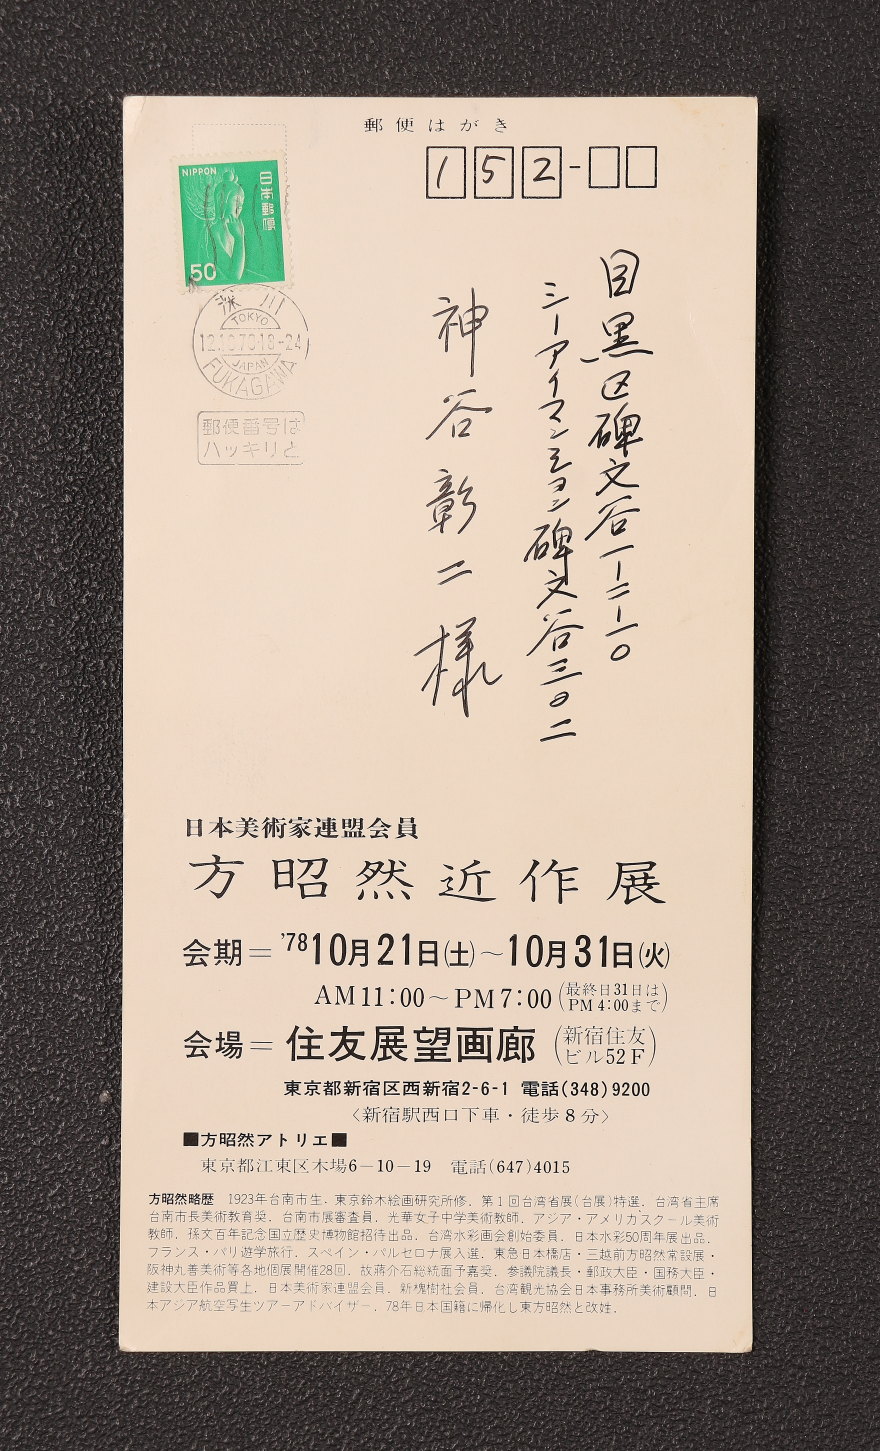 郵便はがき
152-
NIPPON
日本郵便
50
深川
TOKYO
12.10.78 18-24
JAPAN
FUKAGAWA
郵便番号は
ハッキリと
目黒区碑文谷一-二-一〇
シーアイマンション碑文谷三〇二
神谷彰二様
日本美術家連盟会員
方昭然近作展
会期＝'78 10月21日(土)～10月31日(火)
AM11:00～PM7:00(最終日31日は
PM4:00まで)
会場＝住友展望画廊(新宿住友
ビル52F)
東京都新宿区西新宿2-6-1 電話(348)9200
〈新宿駅西口下車・徒歩8分〉
■方昭然アトリエ■
東京都江東区木場6－10－19 電話(647)4015
方昭然略歴 1923年台南市生．東京鈴木絵画研究所修．第1回台湾省展(台展)特選．台湾省主席
台南市長美術教育奨．台南市展審査員．光華女子中学美術教師．アジア・アメリカスクール美術
教師．孫文百年記念国立歴史博物館招待出品．台湾水彩画会創始委員．日本水彩50周年展出品．
フランス・パリ遊学旅行．スペイン・バルセロナ展入選．東急日本橋店・三越前方昭然常設展・
阪神丸善美術等各地個展開催28回．故蒋介石総統面予嘉奨．参議院議長・郵政大臣・国務大臣・
建設大臣作品買上．日本美術家連盟会員．新槐樹社会員．台湾観光協会日本事務所美術顧問．日
本アジア航空写生ツアーアドバイザー．78年日本国籍に帰化し東方昭然と改姓．